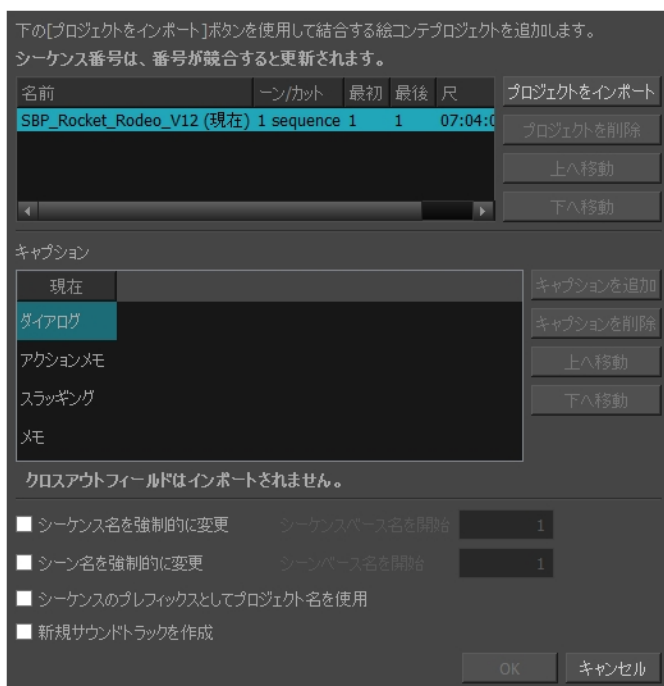 下の[プロジェクトをインポート]ボタンを使用して結合する絵コンテプロジェクトを追加します。
シーケンス番号は、番号が競合すると更新されます。
名前 ーン/カット 最初 最後 尺 プロジェクトをインポート
SBP_Rocket_Rodeo_V12 (現在) 1 sequence 1 1 07:04:0
プロジェクトを削除
上へ移動
下へ移動
キャプション
現在 キャプションを追加
ダイアログ キャプションを削除
アクションメモ 上へ移動
スラッギング 下へ移動
メモ
クロスアウトフィールドはインポートされません。
シーケンス名を強制的に変更 シーケンスベース名を開始 1
シーン名を強制的に変更 シーンベース名を開始 1
シーケンスのプレフィックスとしてプロジェクト名を使用
新規サウンドトラックを作成
OK キャンセル